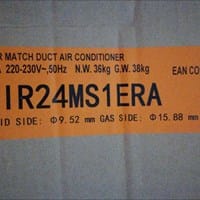 R MATCH DUCT AIR CONDITIONER
A 220-230V~,50Hz N.W. 36kg G.W. 38kg EAN CO
IR24MS1ERA
ID SIDE: Φ9.52 mm GAS SIDE: Φ15.88 mm